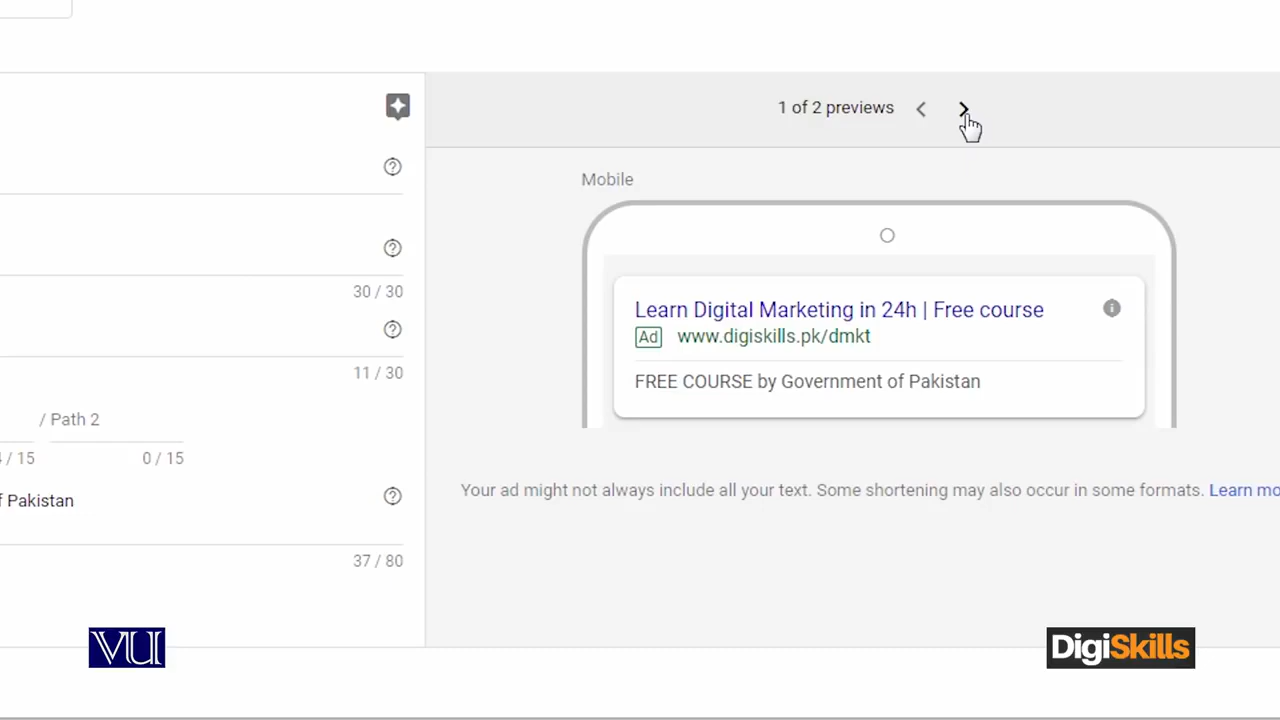 1 of 2 previews
Mobile
Learn Digital Marketing in 24h | Free course
Ad www.digiskills.pk/dmkt
FREE COURSE by Government of Pakistan
Your ad might not always include all your text. Some shortening may also occur in some formats. Learn mo
30 / 30
11 / 30
/ Path 2
/ 15
0 / 15
f Pakistan
37 / 80
VU
DigiSkills